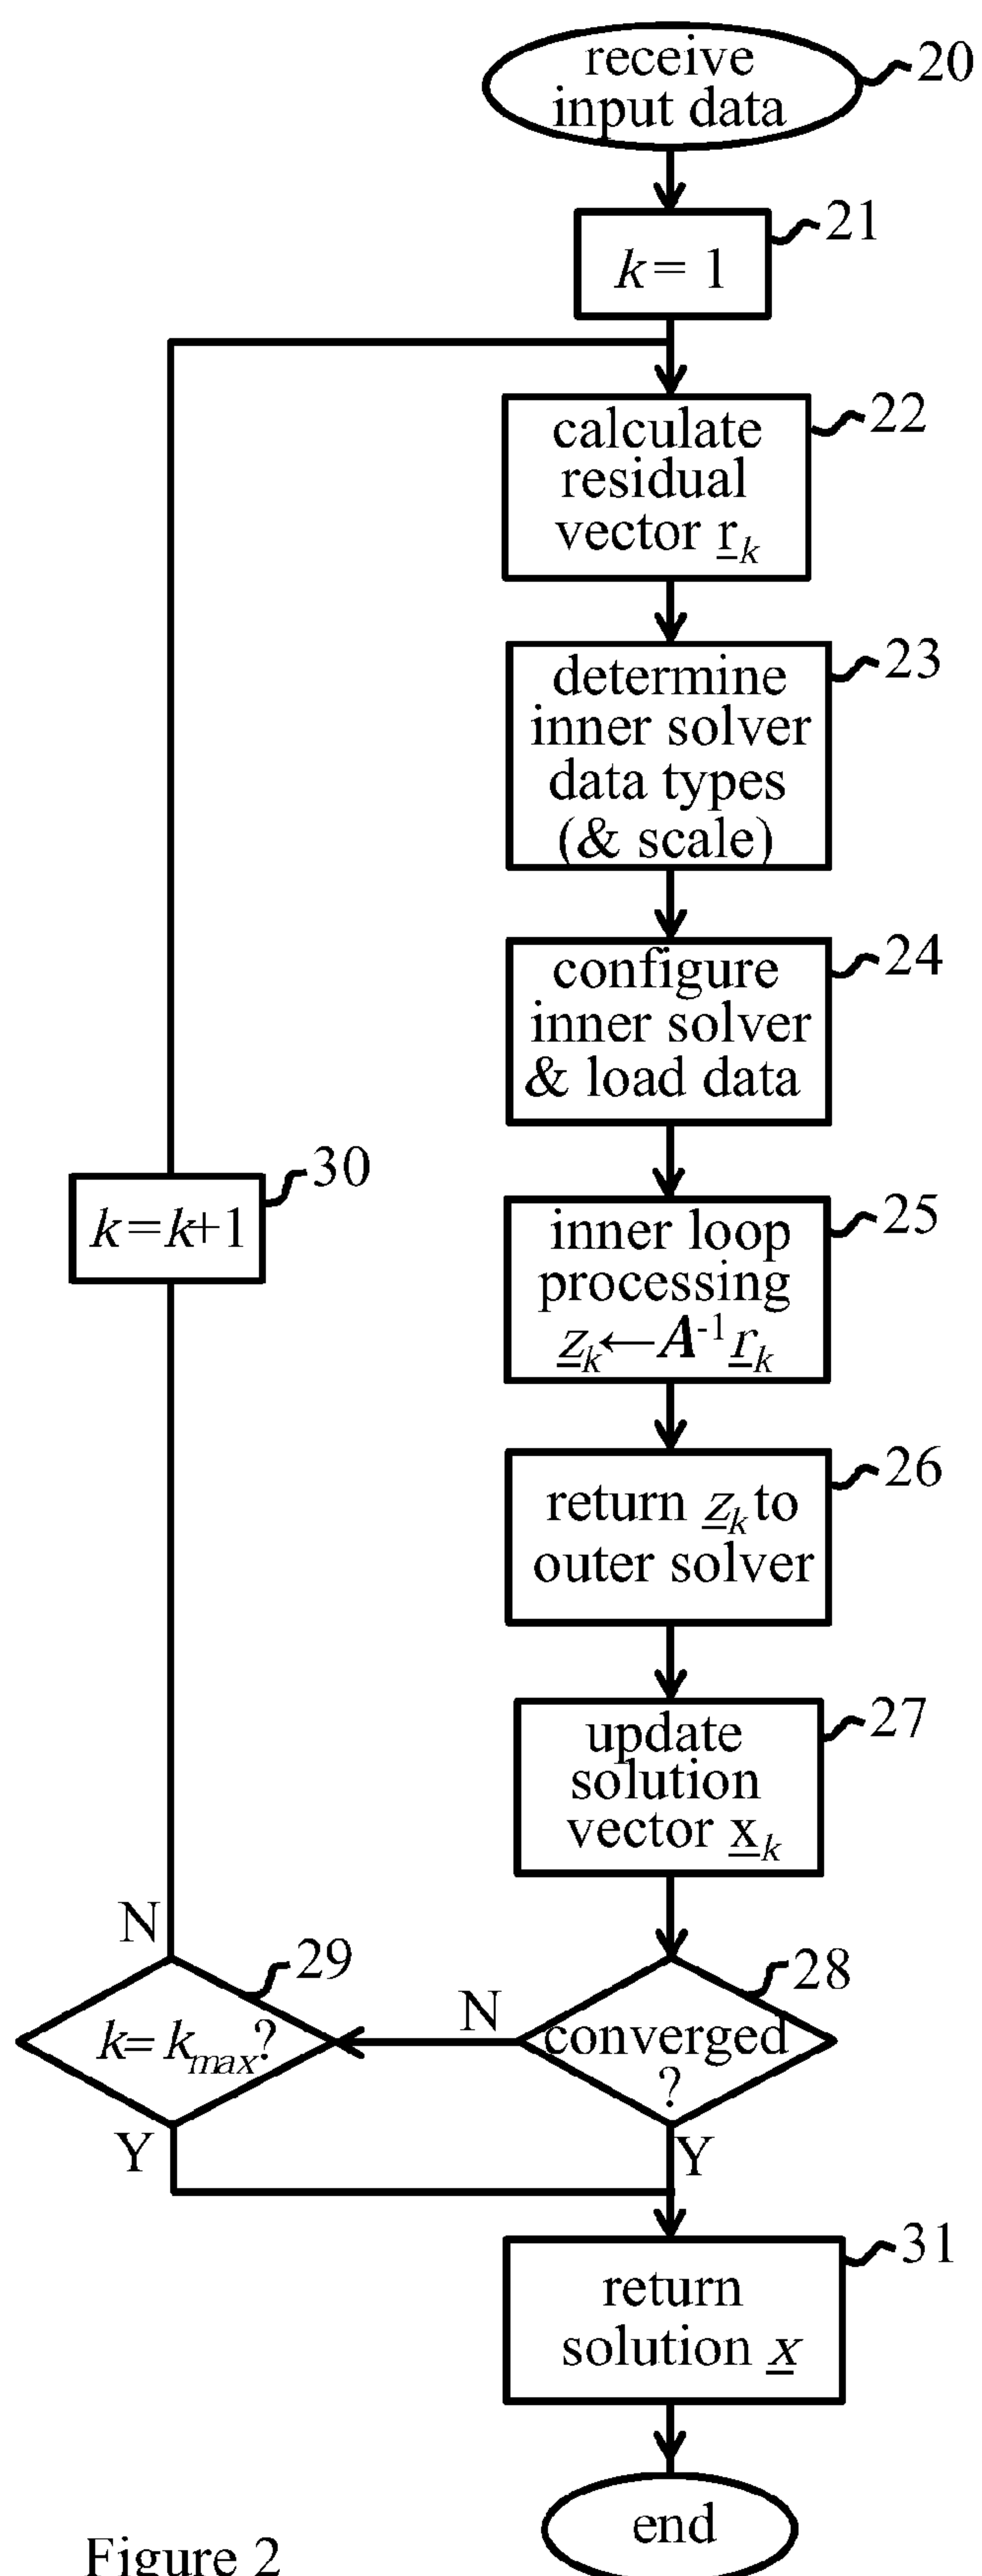 receive
input data
20
k = 1
21
calculate
residual
vector r_k
22
determine
inner solver
data types
(& scale)
23
configure
inner solver
& load data
24
inner loop
processing
z_k←A^-1 r_k
25
return z_k to
outer solver
26
update
solution
vector x_k
27
converged
?
28
N
Y
k= k_max?
29
N
Y
k=k+1
30
return
solution x
31
end
Figure 2